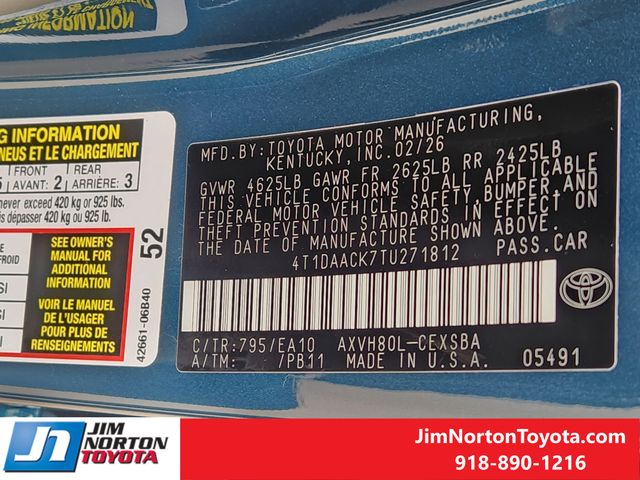 NG INFORMATION
PNEUS ET LE CHARGEMENT
FRONT REAR
AVANT: 2 ARRIÈRE: 3
never exceed 420 kg or 925 lbs.
dépasser 420 kg ou 925 lb.
SEE OWNER'S
MANUAL FOR
ADDITIONAL
INFORMATION
VOIR LE MANUEL
DE L'USAGER
POUR PLUS DE
RENSEIGNEMENTS
52
42661-06B40
MFD.BY:TOYOTA MOTOR MANUFACTURING,
KENTUCKY,INC.02/26
GVWR 4625LB GAWR FR 2625LB RR 2425LB
THIS VEHICLE CONFORMS TO ALL APPLICABLE
FEDERAL MOTOR VEHICLE SAFETY,BUMPER,AND
THEFT PREVENTION STANDARDS IN EFFECT ON
THE DATE OF MANUFACTURE SHOWN ABOVE.
4T1DAACK7TU271812 PASS.CAR
TOYOTA
C/TR:795/EA10 AXVH80L-CEXSBA
A/TM: /PB11 MADE IN U.S.A. 05491
JIM
NORTON
TOYOTA
JimNortonToyota.com
918-890-1216